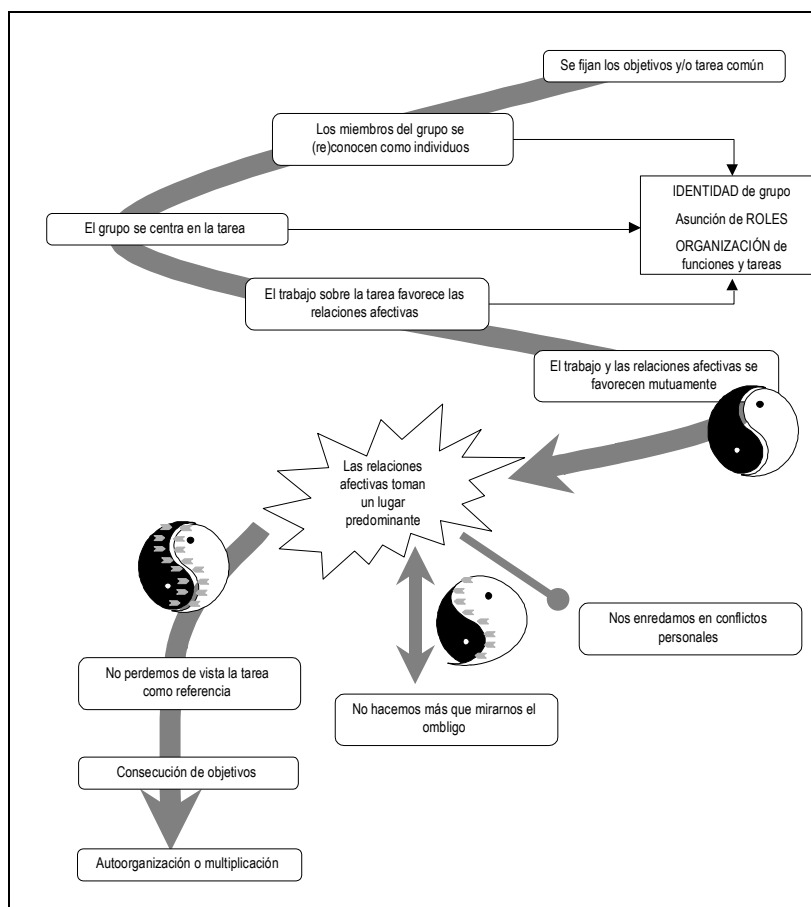 Se fijan los objetivos y/o tarea común
Los miembros del grupo se
(re)conocen como individuos
IDENTIDAD de grupo
Asunción de ROLES
ORGANIZACIÓN de
funciones y tareas
El grupo se centra en la tarea
El trabajo sobre la tarea favorece las
relaciones afectivas
El trabajo y las relaciones afectivas se
favorecen mutuamente
Las relaciones
afectivas toman
un lugar
predominante
Nos enredamos en conflictos
personales
No perdemos de vista la tarea
como referencia
No hacemos más que mirarnos el
ombligo
Consecución de objetivos
Autoorganización o multiplicación